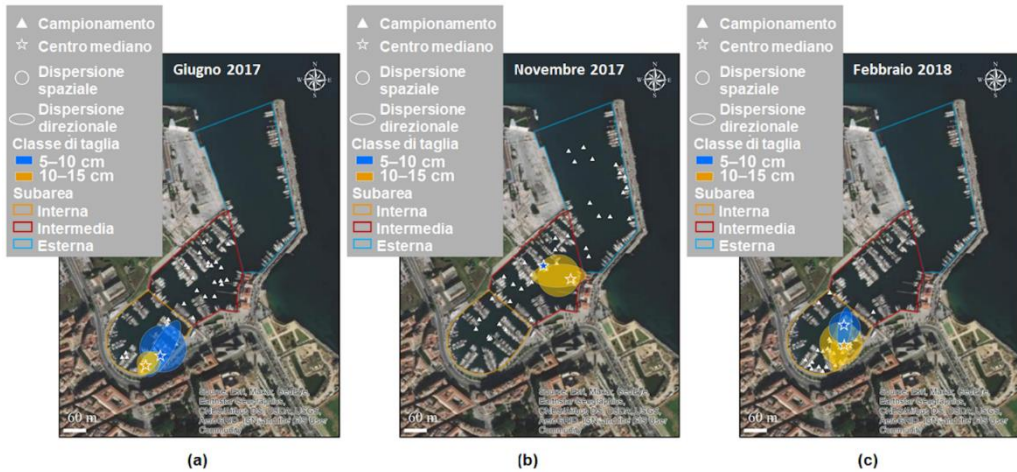 Campionamento
Centro mediano
Dispersione
spaziale
Dispersione
direzionale
Classe di taglia
5–10 cm
10–15 cm
Subarea
Interna
Intermedia
Esterna
Giugno 2017
N
W E
S
60 m
(a)
Campionamento
Centro mediano
Dispersione
spaziale
Dispersione
direzionale
Classe di taglia
5–10 cm
10–15 cm
Subarea
Interna
Intermedia
Esterna
Novembre 2017
N
W E
S
60 m
(b)
Campionamento
Centro mediano
Dispersione
spaziale
Dispersione
direzionale
Classe di taglia
5–10 cm
10–15 cm
Subarea
Interna
Intermedia
Esterna
Febbraio 2018
N
W E
S
60 m
(c)